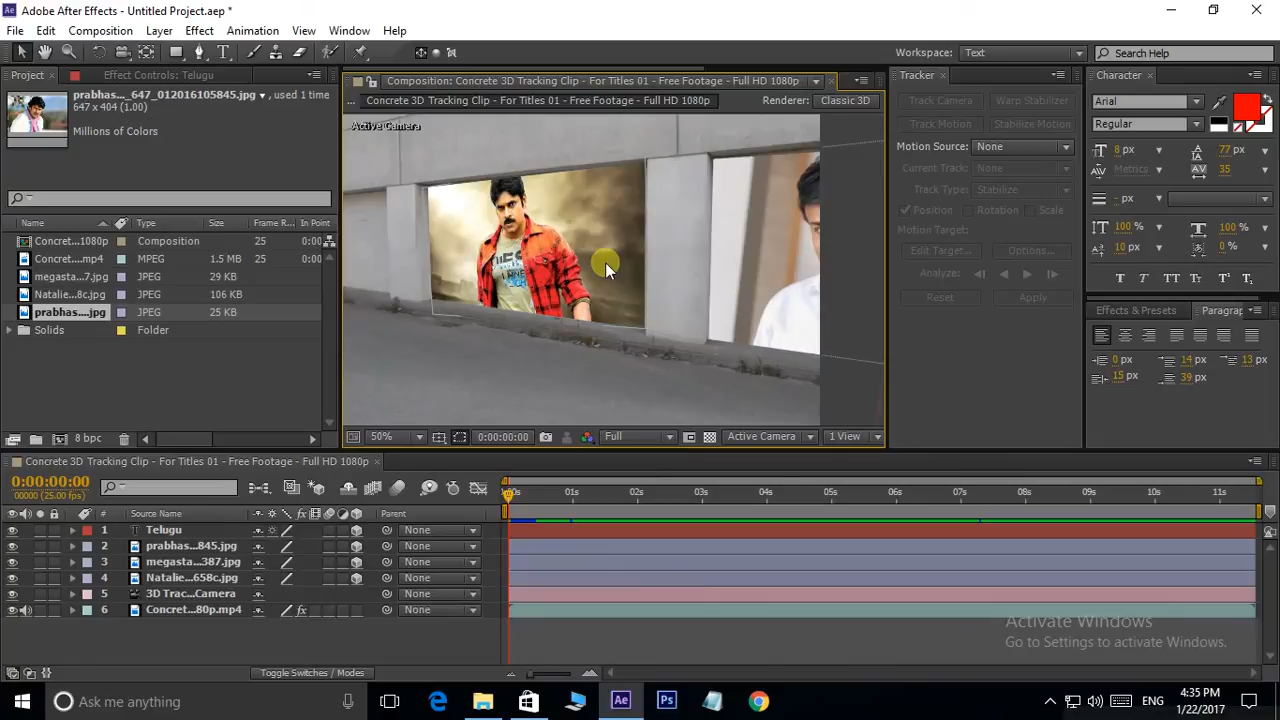 Adobe After Effects - Untitled Project.aep *
File Edit Composition Layer Effect Animation View Window Help
Workspace: Text Search Help
Project Effect Controls: Telugu
prabhas..._647_012016105845.jpg ▾, used 1 time
647 x 404 (1.00)
Millions of Colors
Name Type Size Frame R... In Point
Concret...1080p Composition 25 0:00
Concret....mp4 MPEG 1.5 MB 25 0:00
megasta...7.jpg JPEG 29 KB
Natalie...8c.jpg JPEG 106 KB
prabhas....jpg JPEG 25 KB
Solids Folder
8 bpc
Composition: Concrete 3D Tracking Clip - For Titles 01 - Free Footage - Full HD 1080p
... Concrete 3D Tracking Clip - For Titles 01 - Free Footage - Full HD 1080p Renderer: Classic 3D
Active Camera
50% 0:00:00:00 Full Active Camera 1 View
Tracker
Track Camera Warp Stabilizer
Track Motion Stabilize Motion
Motion Source: None
Current Track: None
Track Type: Stabilize
Position Rotation Scale
Motion Target:
Edit Target... Options...
Analyze:
Reset Apply
Character
Arial
Regular
8 px 77 px
Metrics 35
- px
100 % 100 %
10 px 0 %
T T TT Tr T¹ T₁
Effects & Presets Paragraph
0 px 14 px 13 px
15 px 39 px
Concrete 3D Tracking Clip - For Titles 01 - Free Footage - Full HD 1080p
0:00:00:00
00000 (25.00 fps)
:00s 01s 02s 03s 04s 05s 06s 07s 08s 09s 10s 11s
# Source Name Parent
1 T Telugu None
2 prabhas...845.jpg None
3 megasta...387.jpg None
4 Natalie...658c.jpg None
5 3D Trac...Camera None
6 Concret...80p.mp4 fx None
Toggle Switches / Modes
Activate Windows
Go to Settings to activate Windows.
Ask me anything
Ae Ps
ENG
4:35 PM
1/22/2017